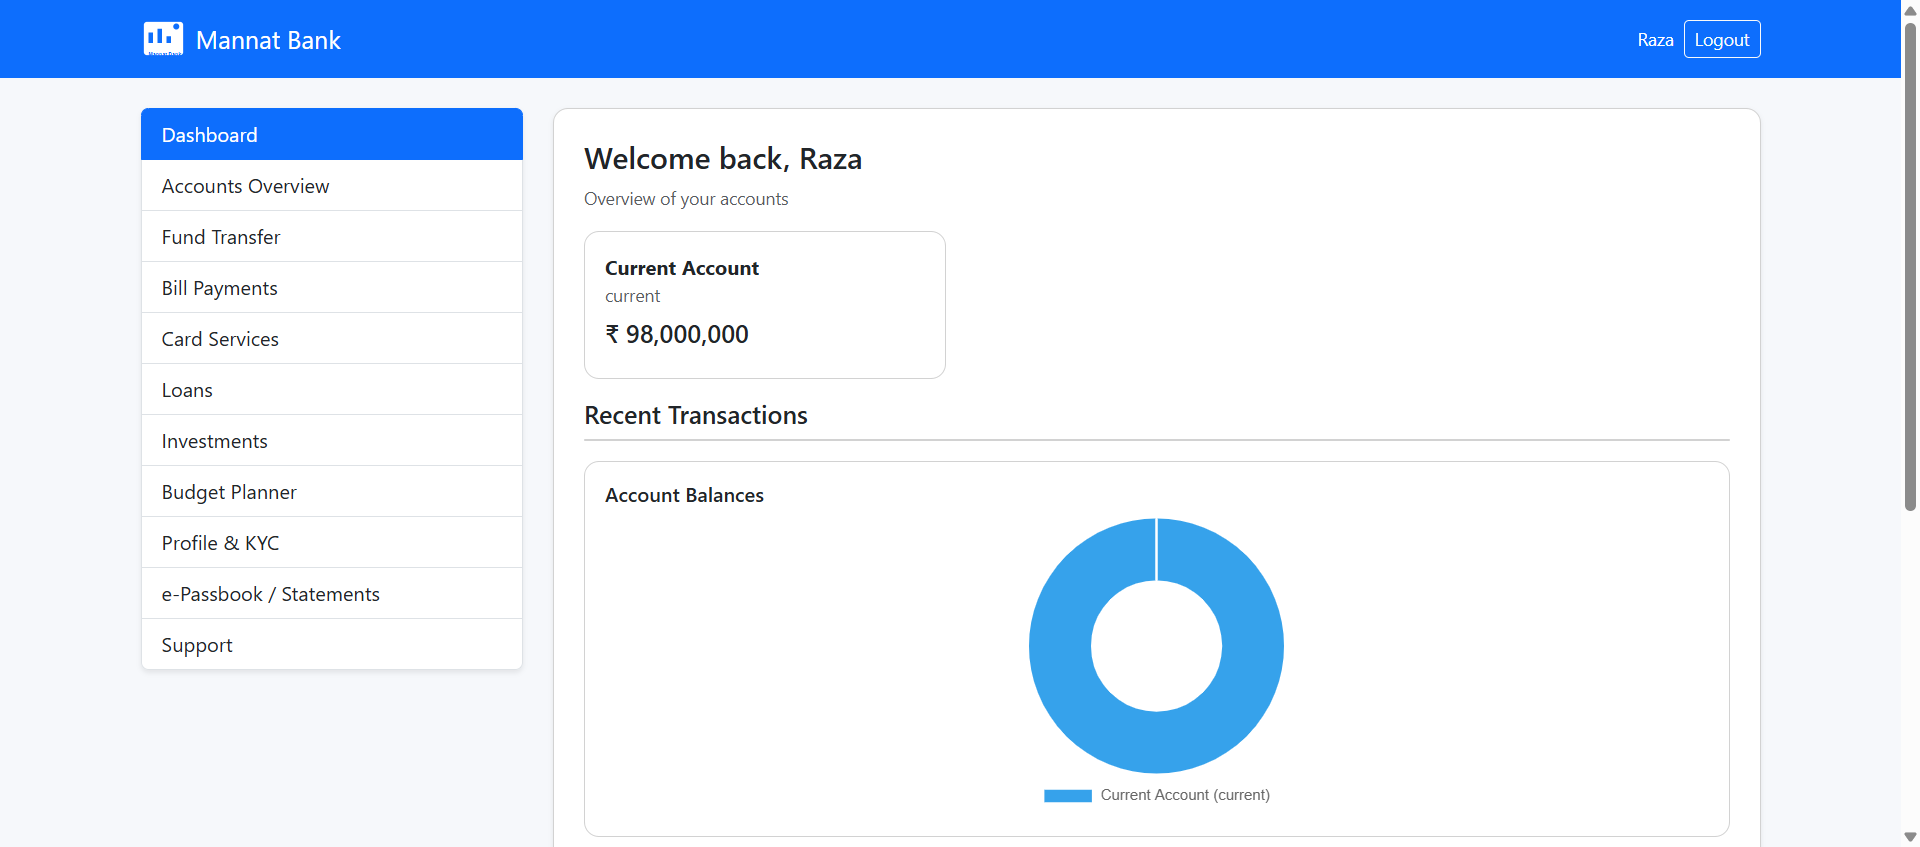 Mannat Bank
Raza
Logout
Dashboard
Accounts Overview
Fund Transfer
Bill Payments
Card Services
Loans
Investments
Budget Planner
Profile & KYC
e-Passbook / Statements
Support
Welcome back, Raza
Overview of your accounts
Current Account
current
₹ 98,000,000
Recent Transactions
Account Balances
Current Account (current)